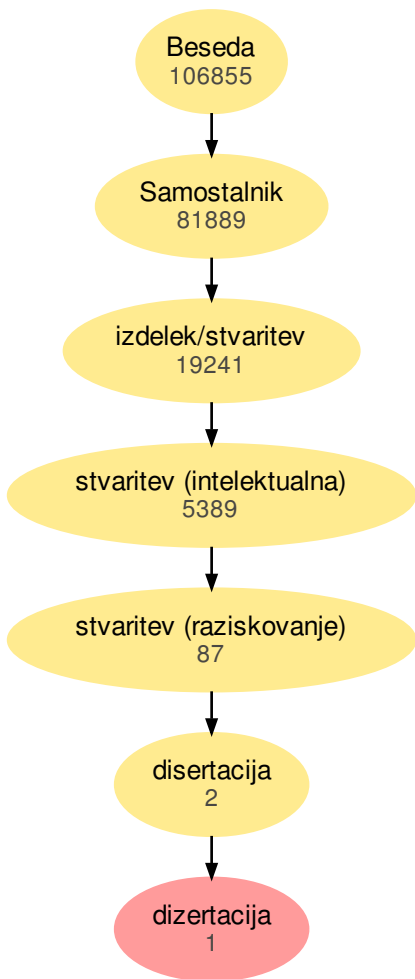 Beseda
106855
Samostalnik
81889
izdelek/stvaritev
19241
stvaritev (intelektualna)
5389
stvaritev (raziskovanje)
87
disertacija
2
dizertacija
1